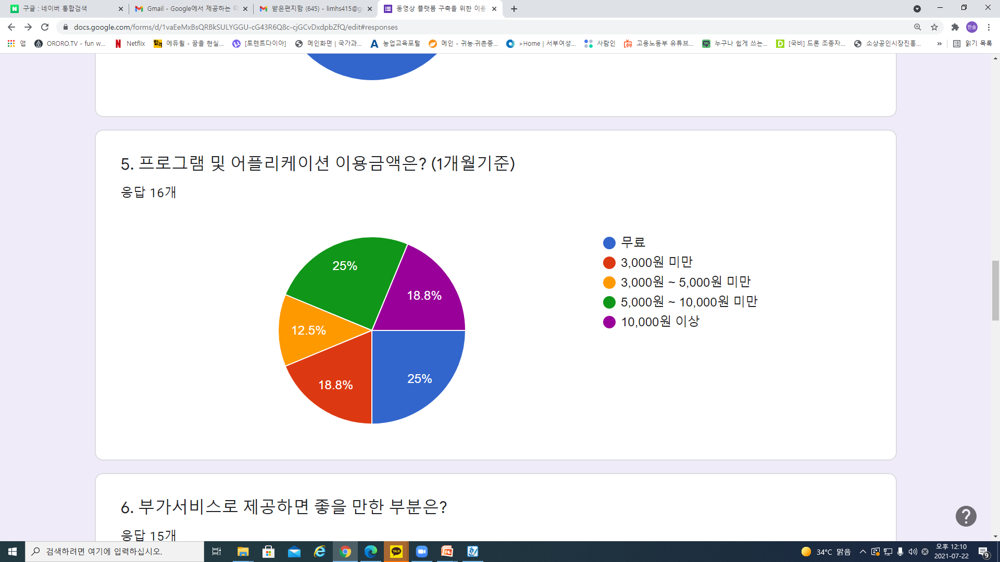 구글 : 네이버 통합검색
Gmail - Google에서 제공하는 이
받은편지함 (645) - limhs415@g
동영상 플랫폼 구축을 위한 이용
docs.google.com/forms/d/1vaEeMxBsQRBkSULYGGU-cG43R6Q8c-cjGCvDxdpbZfQ/edit#responses
한솔
앱
ORORO.TV - fun w...
Netflix
에듀윌 - 꿈을 현실...
[토렌트다이아]
메인화면 | 국가과...
농업교육포털
메인 - 귀농·귀촌종...
>Home | 서부여성...
사람인
고용노동부 유튜브...
누구나 쉽게 쓰는...
[국비] 드론 조종자...
소상공인시장진흥...
»
읽기 목록
5. 프로그램 및 어플리케이션 이용금액은? (1개월기준)
응답 16개
25%
18.8%
12.5%
18.8%
25%
무료
3,000원 미만
3,000원 ~ 5,000원 미만
5,000원 ~ 10,000원 미만
10,000원 이상
6. 부가서비스로 제공하면 좋을 만한 부분은?
응답 15개
검색하려면 여기에 입력하십시오.
TALK
34°C 맑음
오후 12:10
2021-07-22
9